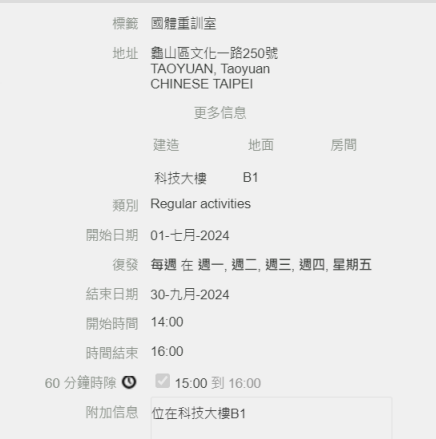 標籤 國體重訓室
地址 龜山區文化一路250號
TAOYUAN, Taoyuan
CHINESE TAIPEI
更多信息
建造 地面 房間
科技大樓 B1
類別 Regular activities
開始日期 01-七月-2024
復發 每週 在 週一, 週二, 週三, 週四, 星期五
結束日期 30-九月-2024
開始時間 14:00
時間結束 16:00
60 分鐘時隙 15:00 到 16:00
附加信息 位在科技大樓B1